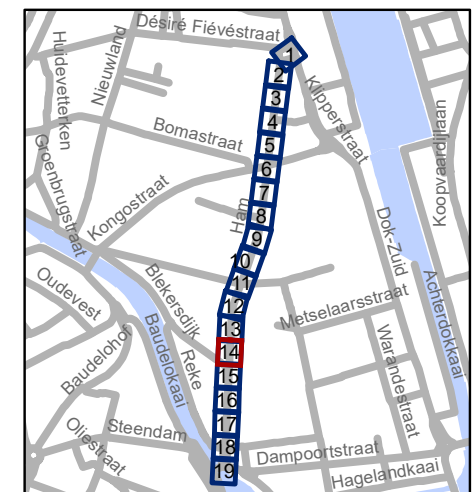 Désiré Fiévéstraat
Huidevetterken
Nieuwland
Klipperstraat
Koopvaardijlaan
Bomastraat
Groenbrugstraat
Kongostraat
Ham
Dok-Zuid
Achterdokkaai
Oudevest
Blekersdijk
Metselaarsstraat
Baudelohof
Baudelokaai
Reke
Warandestraat
Oliestraat
Steendam
Dampoortstraat
Hagelandkaai
1
2
3
4
5
6
7
8
9
10
11
12
13
14
15
16
17
18
19